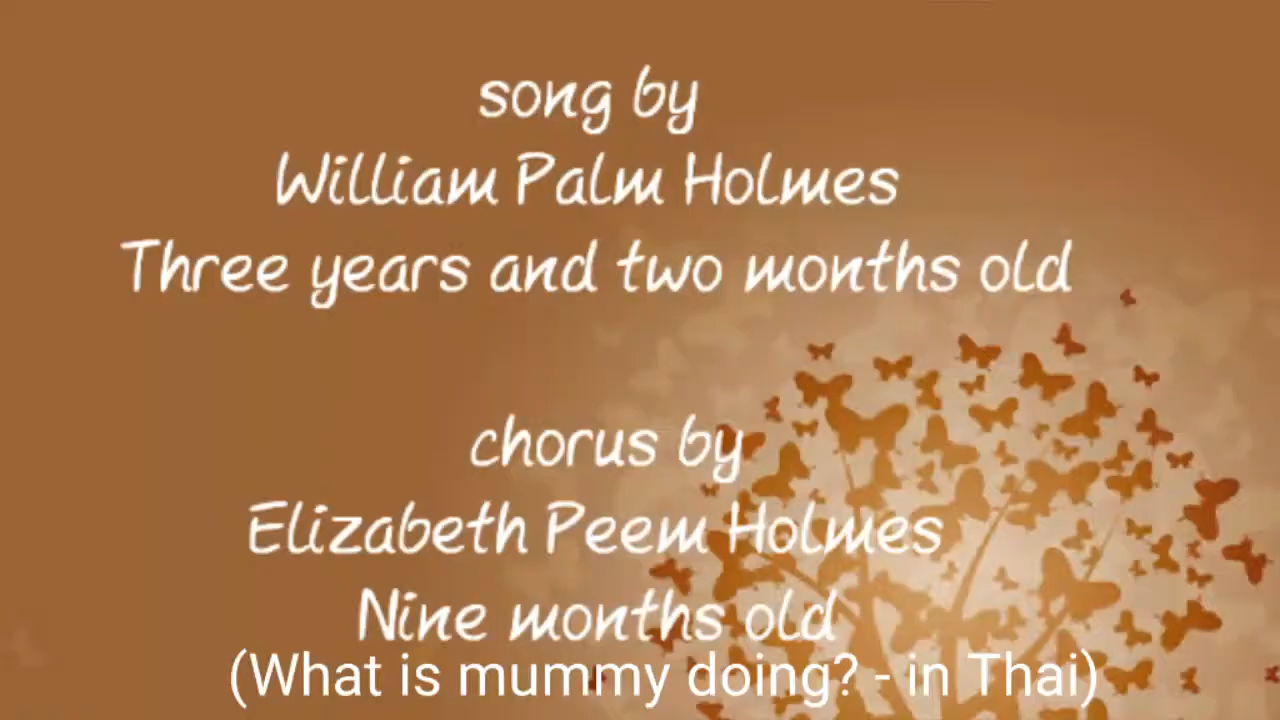 song by
William Palm Holmes
Three years and two months old
chorus by
Elizabeth Peem Holmes
Nine months old
(What is mummy doing? - in Thai)